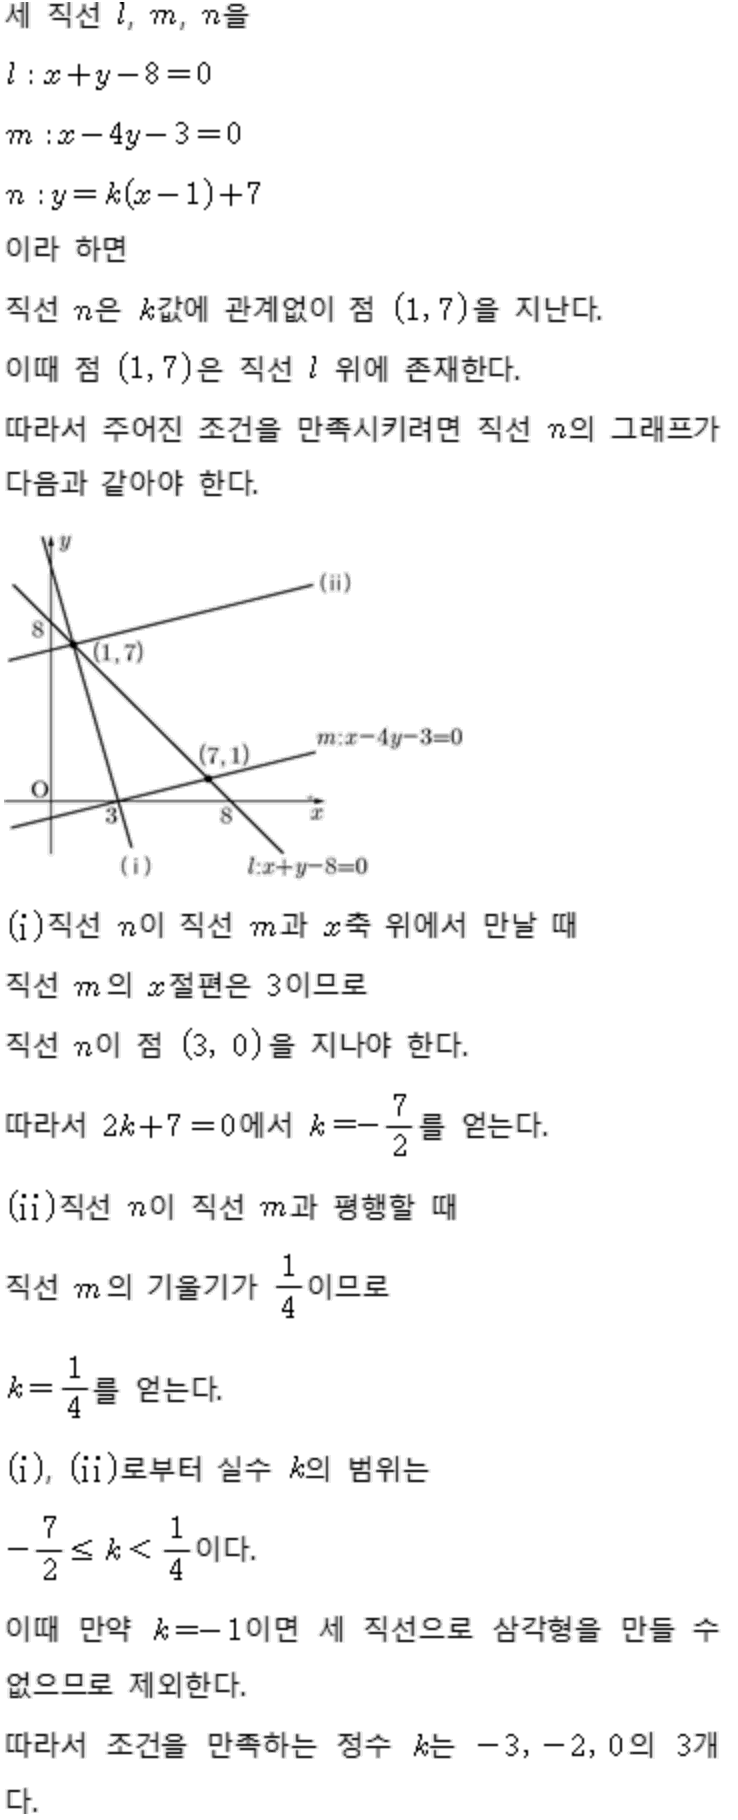 세 직선 l, m, n을
l : x+y−8=0
m : x−4y−3=0
n : y=k(x−1)+7
이라 하면
직선 n은 k값에 관계없이 점 (1, 7)을 지난다.
이때 점 (1, 7)은 직선 l 위에 존재한다.
따라서 주어진 조건을 만족시키려면 직선 n의 그래프가
다음과 같아야 한다.
y
(ii)
8
(1, 7)
m:x−4y−3=0
(7, 1)
O
3
8
x
(i)
l:x+y−8=0
(i)직선 n이 직선 m과 x축 위에서 만날 때
직선 m의 x절편은 3이므로
직선 n이 점 (3, 0)을 지나야 한다.
따라서 2k+7=0에서 k=−7/2를 얻는다.
(ii)직선 n이 직선 m과 평행할 때
직선 m의 기울기가 1/4이므로
k=1/4를 얻는다.
(i), (ii)로부터 실수 k의 범위는
−7/2≤k<1/4이다.
이때 만약 k=−1이면 세 직선으로 삼각형을 만들 수
없으므로 제외한다.
따라서 조건을 만족하는 정수 k는 −3, −2, 0의 3개
다.